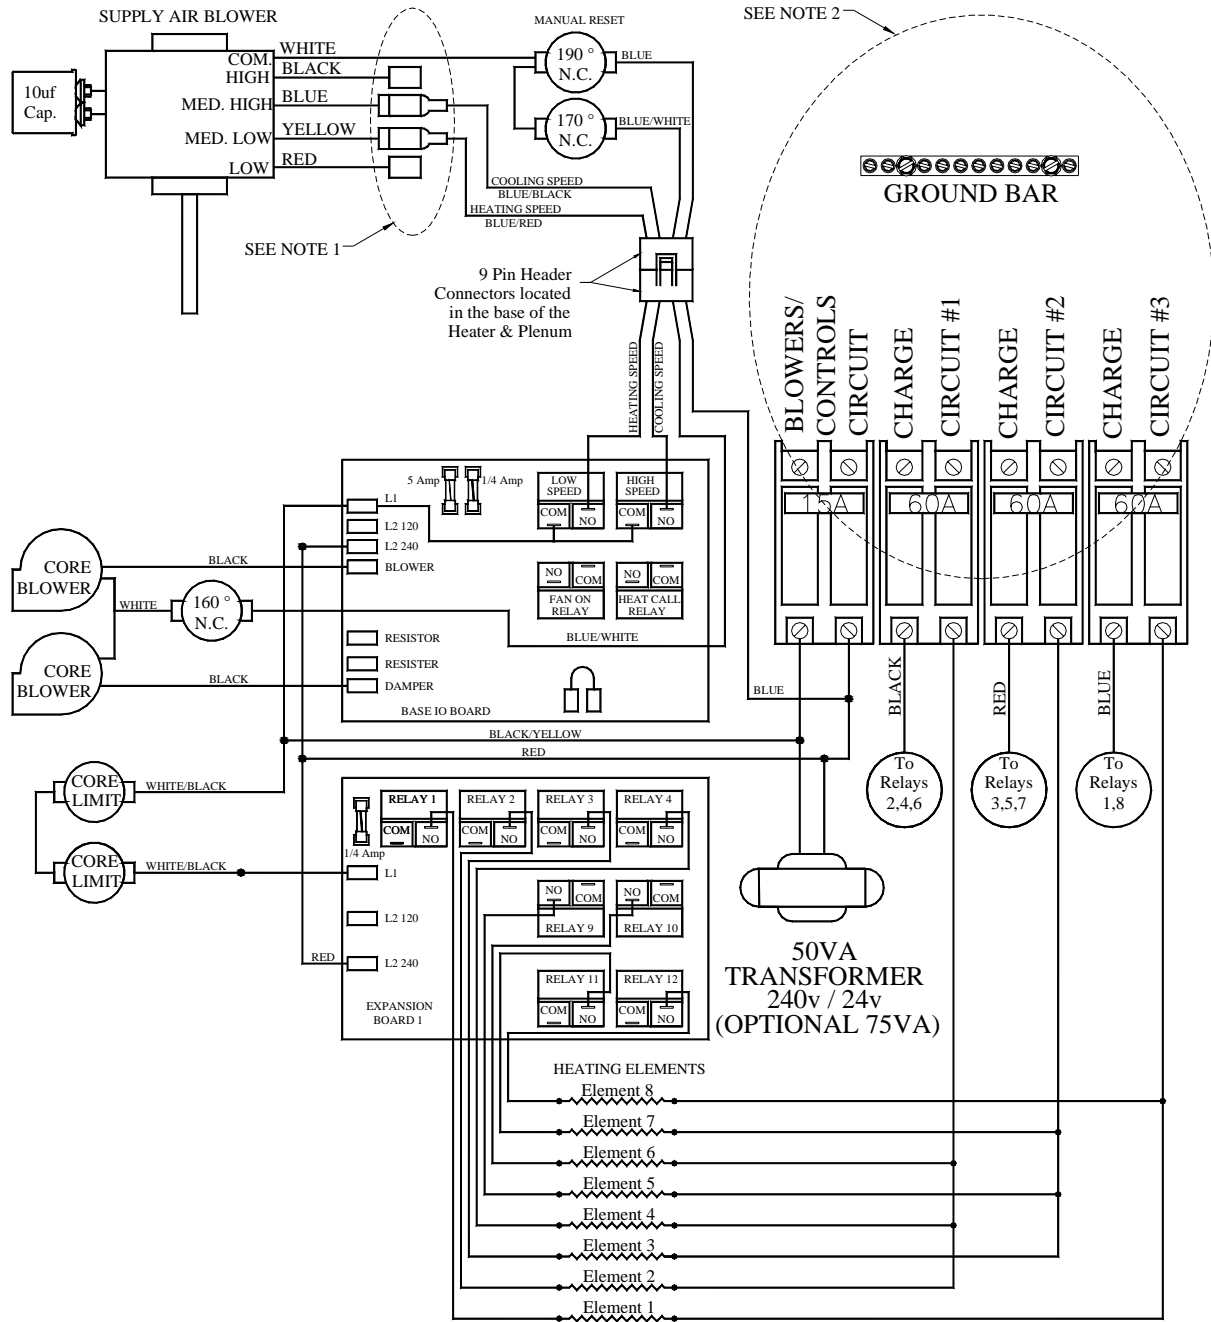 SUPPLY AIR BLOWER
10uf
Cap.
COM.
HIGH
MED. HIGH
MED. LOW
LOW
WHITE
BLACK
BLUE
YELLOW
RED
SEE NOTE 1
MANUAL RESET
190 °
N.C.
BLUE
170 °
N.C.
BLUE/WHITE
COOLING SPEED
BLUE/BLACK
HEATING SPEED
BLUE/RED
9 Pin Header
Connectors located
in the base of the
Heater & Plenum
HEATING SPEED
COOLING SPEED
SEE NOTE 2
GROUND BAR
BLOWERS/
CONTROLS
CIRCUIT
CHARGE
CIRCUIT #1
CHARGE
CIRCUIT #2
CHARGE
CIRCUIT #3
15A
60A
60A
60A
BLACK
RED
BLUE
To
Relays
2,4,6
To
Relays
3,5,7
To
Relays
1,8
CORE
BLOWER
CORE
BLOWER
BLACK
WHITE
160 °
N.C.
BLACK
L1
L2 120
L2 240
BLOWER
RESISTOR
RESISTER
DAMPER
5 Amp
1/4 Amp
LOW
SPEED
COM
NO
HIGH
SPEED
COM
NO
NO
COM
FAN ON
RELAY
NO
COM
HEAT CALL
RELAY
BLUE/WHITE
BASE IO BOARD
BLUE
BLACK/YELLOW
RED
CORE
LIMIT
WHITE/BLACK
CORE
LIMIT
WHITE/BLACK
RED
1/4 Amp
L1
L2 120
L2 240
EXPANSION
BOARD 1
RELAY 1
COM
NO
RELAY 2
COM
NO
RELAY 3
COM
NO
RELAY 4
COM
NO
NO
COM
RELAY 9
NO
COM
RELAY 10
RELAY 11
COM
NO
RELAY 12
COM
NO
50VA
TRANSFORMER
240v / 24v
(OPTIONAL 75VA)
HEATING ELEMENTS
Element 8
Element 7
Element 6
Element 5
Element 4
Element 3
Element 2
Element 1